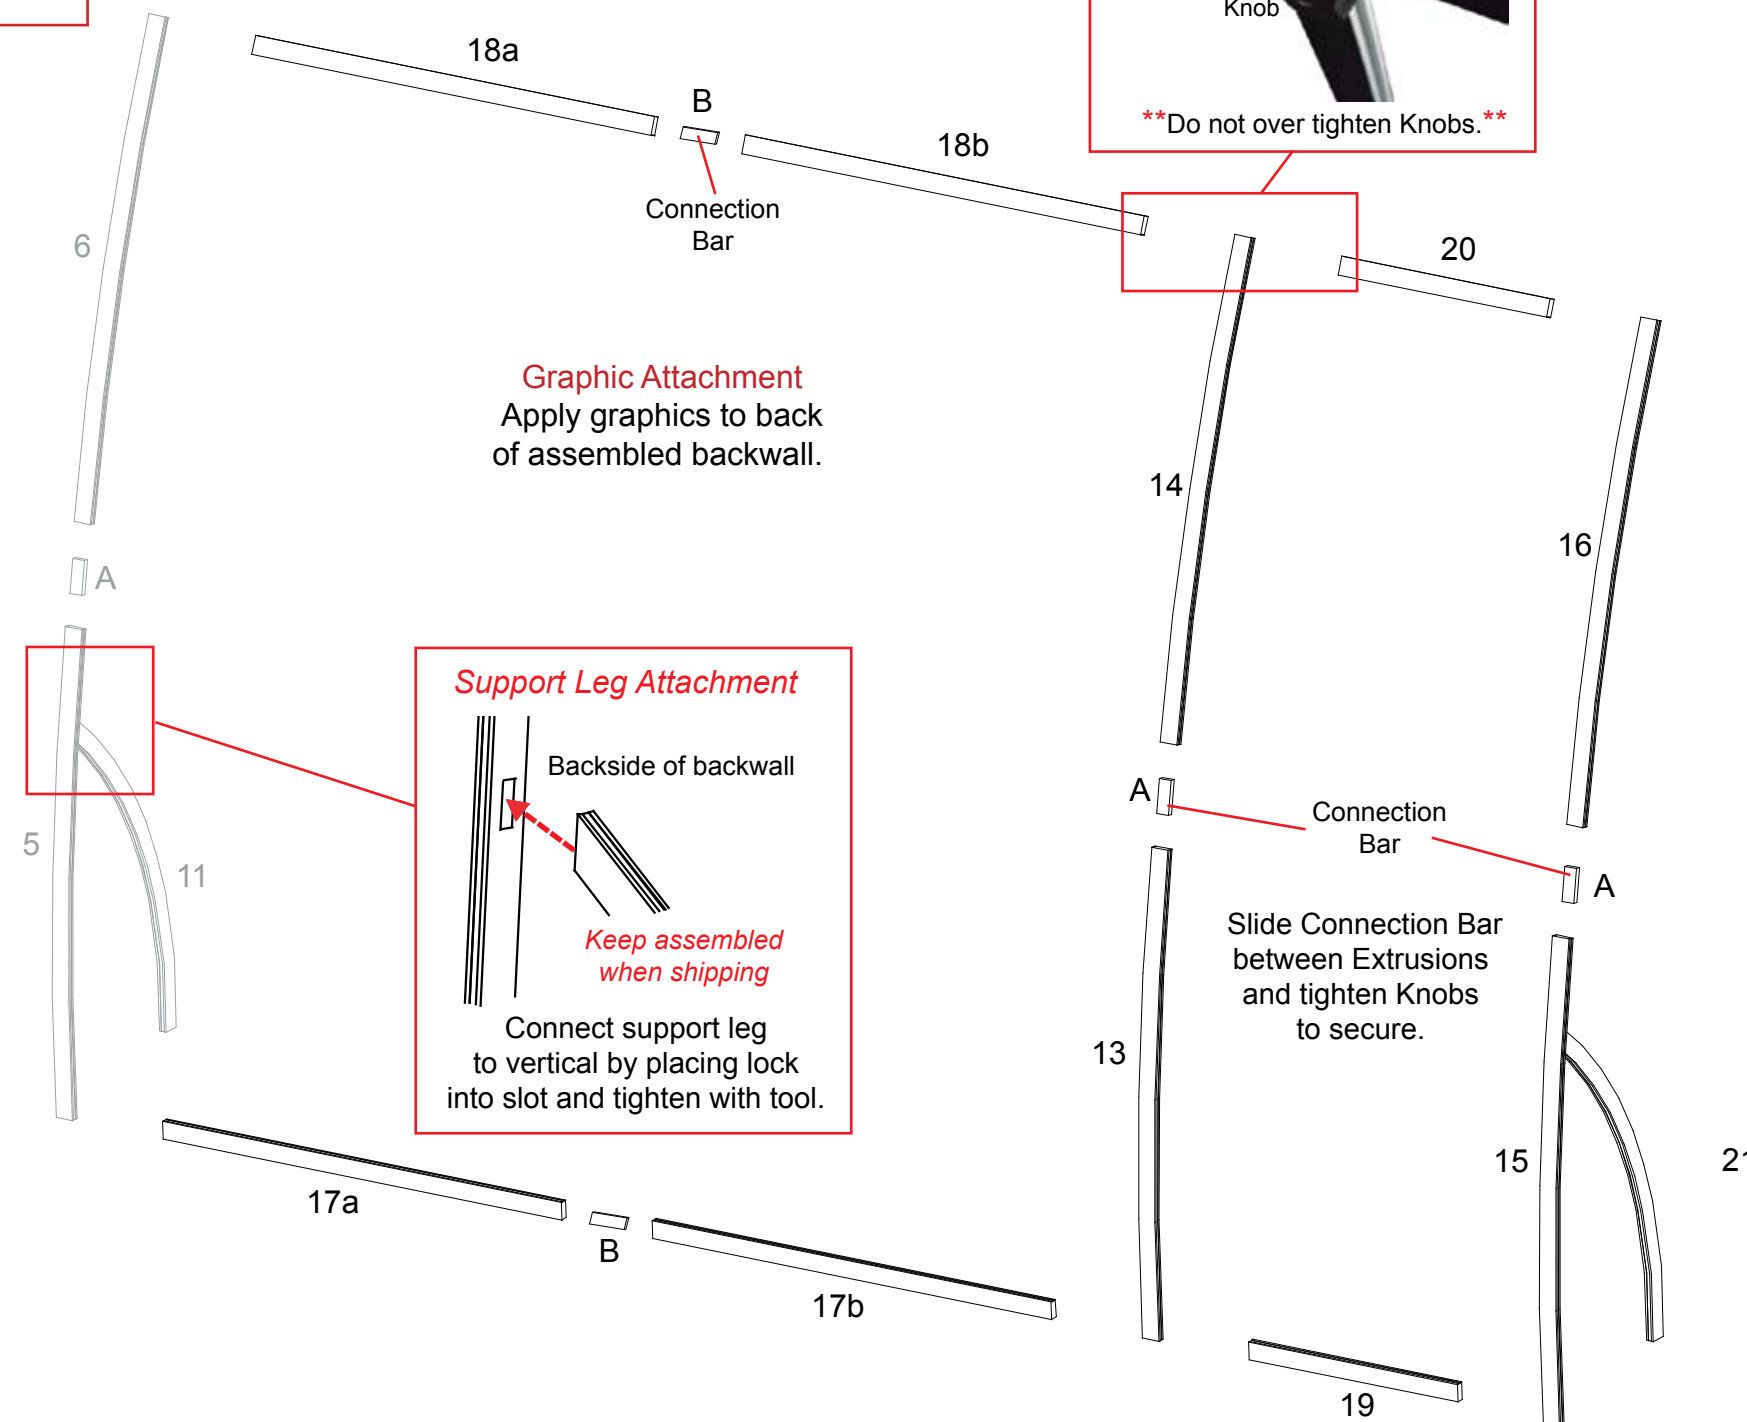 Knob
**Do not over tighten Knobs.**
18a
B
Connection
Bar
18b
20
6
Graphic Attachment
Apply graphics to back
of assembled backwall.
14
16
A
Support Leg Attachment
Backside of backwall
Keep assembled
when shipping
Connect support leg
to vertical by placing lock
into slot and tighten with tool.
5
11
A
Connection
Bar
A
Slide Connection Bar
between Extrusions
and tighten Knobs
to secure.
13
15
17a
B
17b
19